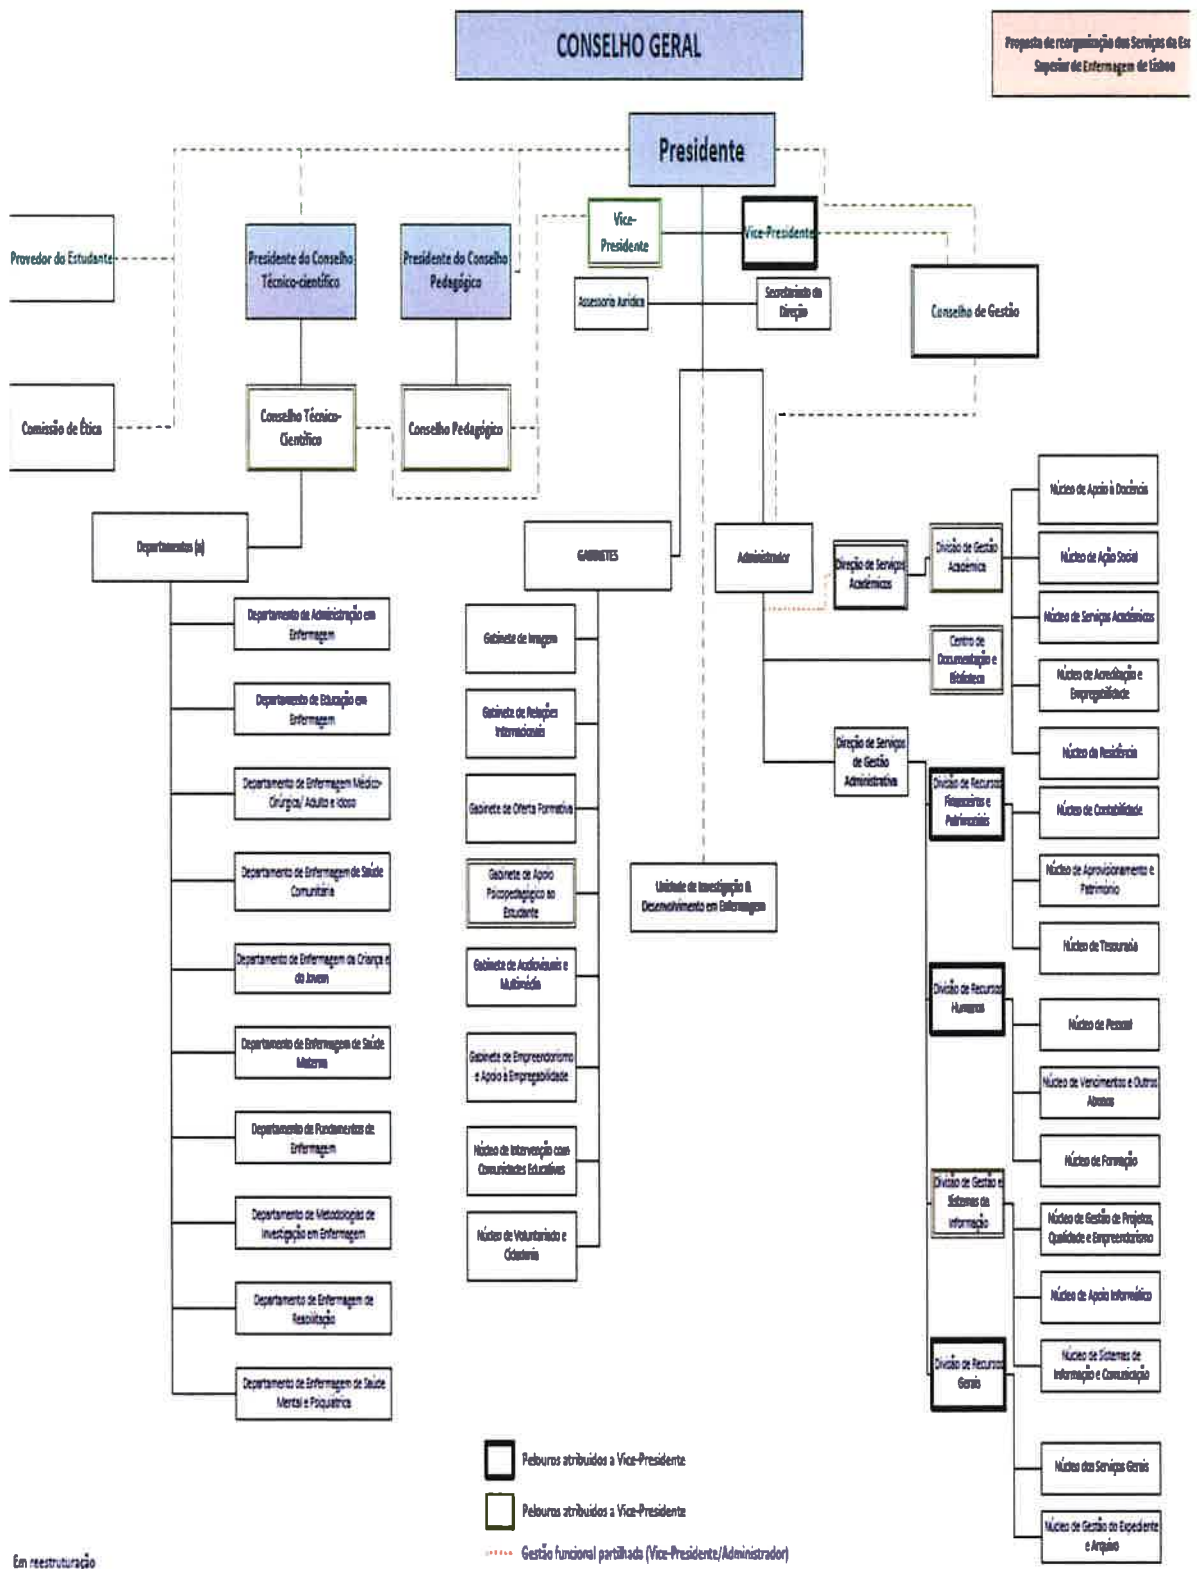 CONSELHO GERAL
Proposta de reorganização dos Serviços da Esc
Superior de Enfermagem de Lisboa
Presidente
Vice-
Presidente
Vice-Presidente
Provedor do Estudante
Presidente do Conselho
Técnico-científico
Presidente do Conselho
Pedagógico
Assessoria Jurídica
Secretariado da
Direção
Conselho de Gestão
Comissão de Ética
Conselho Técnico-
Científico
Conselho Pedagógico
Departamentos (a)
GABINETES
Administrador
Direção de Serviços
Académicos
Divisão de Gestão
Académica
Núcleo de Apoio à Docência
Núcleo de Ação Social
Núcleo de Serviços Académicos
Núcleo de Acreditação e
Empregabilidade
Núcleo da Residência
Centro de
Documentação e
Biblioteca
Direção de Serviços
de Gestão
Administrativa
Divisão de Recursos
Financeiros e
Patrimoniais
Núcleo de Contabilidade
Núcleo de Aprovisionamento e
Património
Núcleo de Tesouraria
Divisão de Recursos
Humanos
Núcleo de Pessoal
Núcleo de Vencimentos e Outros
Abonos
Núcleo de Formação
Divisão de Gestão e
Sistemas de
Informação
Núcleo de Gestão de Projetos,
Qualidade e Empreendorismo
Núcleo de Apoio Informático
Núcleo de Sistemas de
Informação e Comunicação
Divisão de Recursos
Gerais
Núcleo dos Serviços Gerais
Núcleo de Gestão do Expediente
e Arquivo
Departamento de Administração em
Enfermagem
Departamento de Educação em
Enfermagem
Departamento de Enfermagem Médico-
Cirúrgica/ Adulto e Idoso
Departamento de Enfermagem de Saúde
Comunitária
Departamento de Enfermagem da Criança e
do Jovem
Departamento de Enfermagem de Saúde
Materna
Departamento de Fundamentos de
Enfermagem
Departamento de Metodologias de
Investigação em Enfermagem
Departamento de Enfermagem de
Reabilitação
Departamento de Enfermagem de Saúde
Mental e Psiquiátrica
Gabinete de Imagem
Gabinete de Relações
Internacionais
Gabinete de Oferta Formativa
Gabinete de Apoio
Psicopedagógico ao
Estudante
Gabinete de Audiovisuais e
Multimédia
Gabinete de Empreendorismo
e Apoio à Empregabilidade
Núcleo de Intervenção com
Comunidades Educativas
Núcleo de Voluntariado e
Cidadania
Unidade de Investigação &
Desenvolvimento em Enfermagem
Pelouros atribuidos a Vice-Presidente
Pelouros atribuidos a Vice-Presidente
Gestão funcional partilhada (Vice-Presidente/Administrador)
Em reestruturação